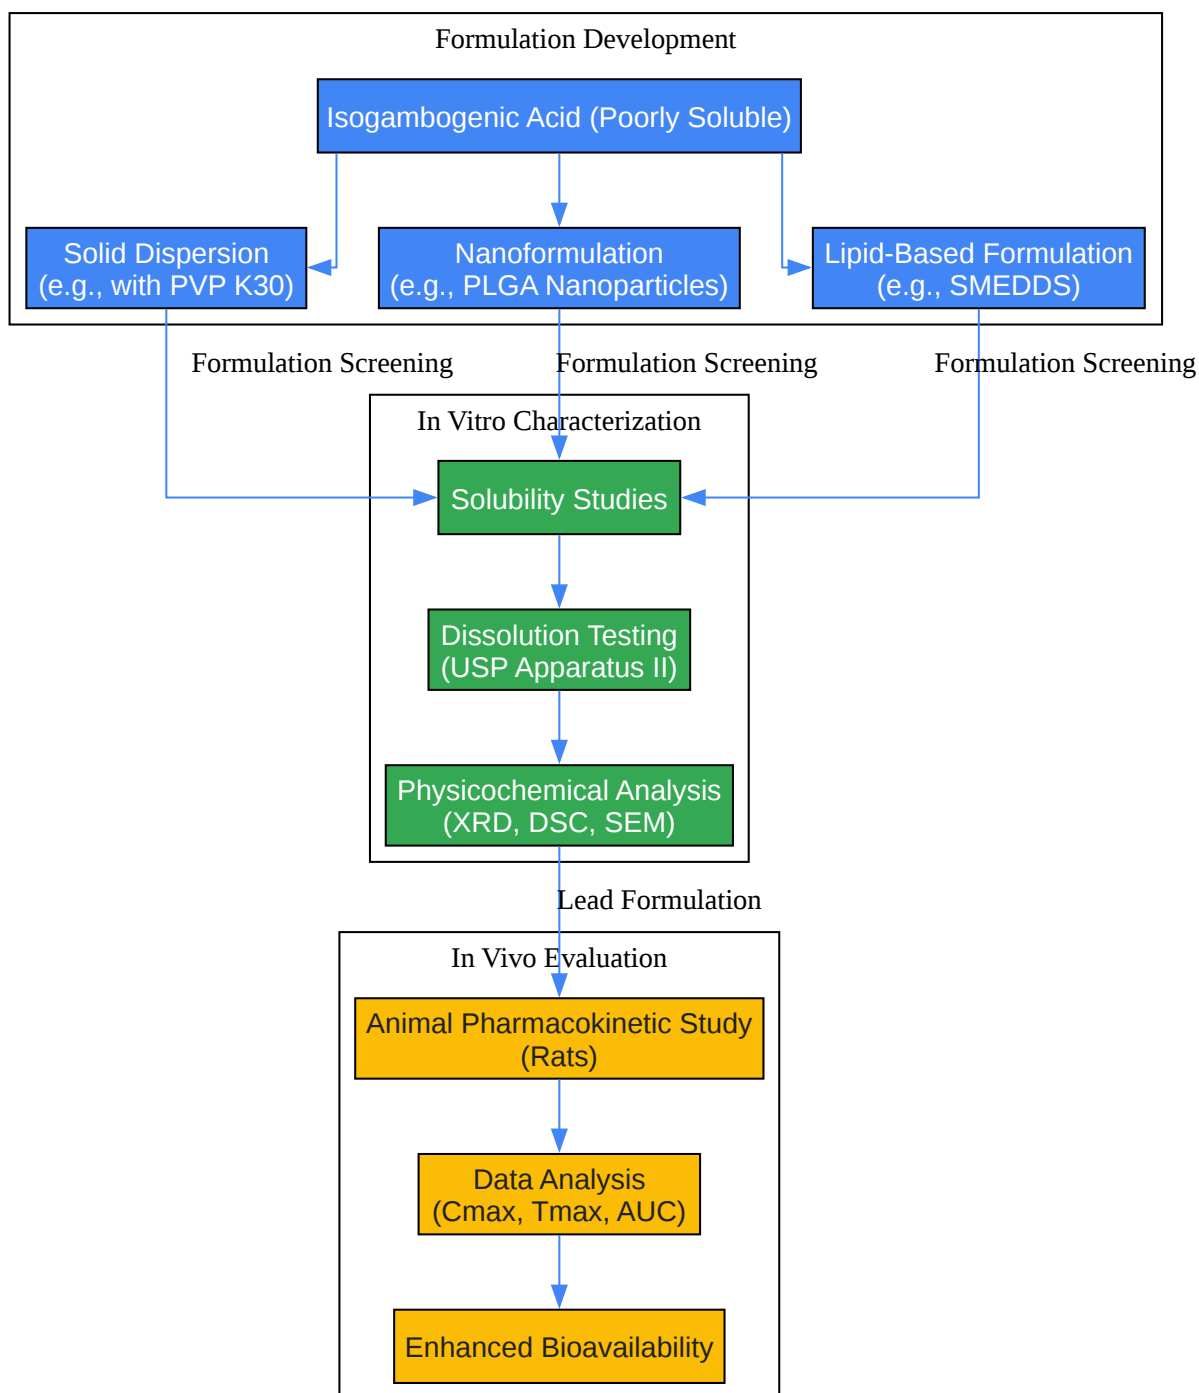 Formulation Development
Isogambogenic Acid (Poorly Soluble)
Solid Dispersion
(e.g., with PVP K30)
Nanoformulation
(e.g., PLGA Nanoparticles)
Lipid-Based Formulation
(e.g., SMEDDS)
Formulation Screening
Formulation Screening
Formulation Screening
In Vitro Characterization
Solubility Studies
Dissolution Testing
(USP Apparatus II)
Physicochemical Analysis
(XRD, DSC, SEM)
Lead Formulation
In Vivo Evaluation
Animal Pharmacokinetic Study
(Rats)
Data Analysis
(Cmax, Tmax, AUC)
Enhanced Bioavailability